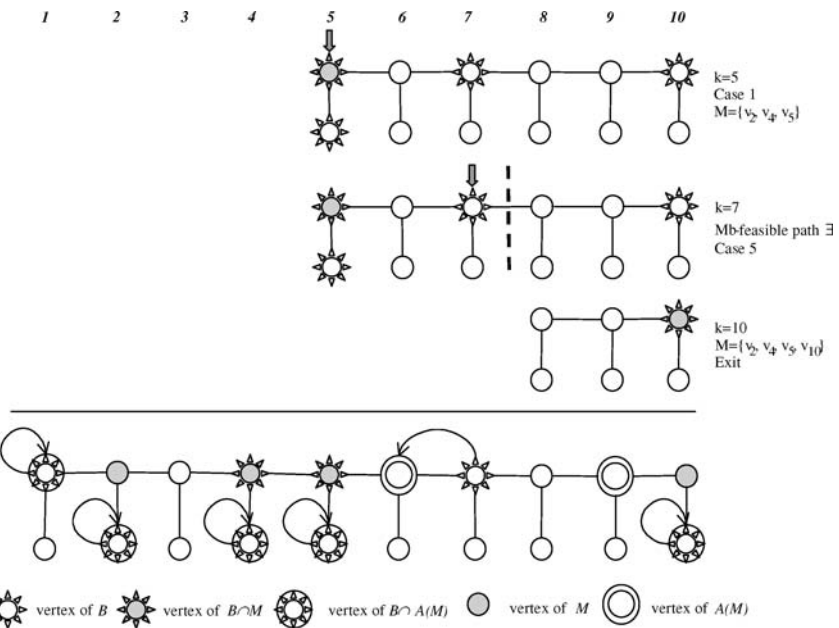 1 2 3 4 5 6 7 8 9 10
k=5
Case 1
M={v2, v4, v5}
k=7
Mb-feasible path ∃
Case 5
k=10
M={v2, v4, v5, v10}
Exit
vertex of B vertex of B∩M vertex of B∩ A(M) vertex of M vertex of A(M)